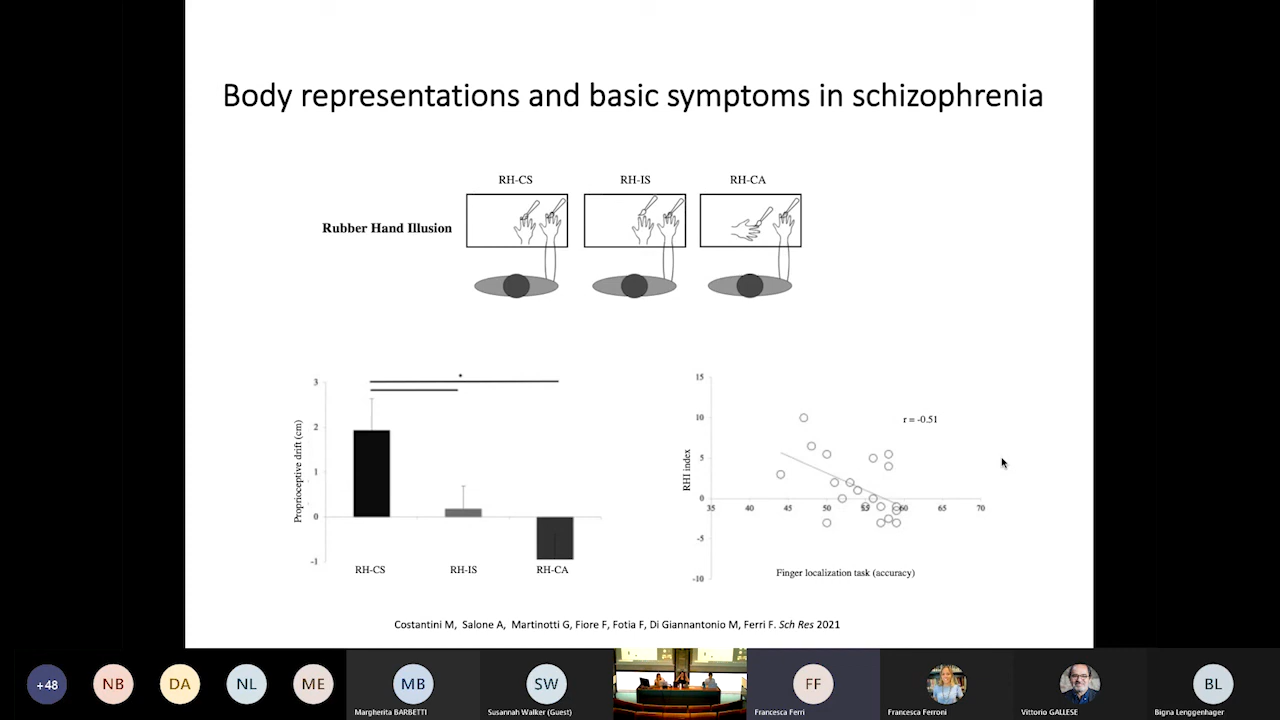 Body representations and basic symptoms in schizophrenia
RH-CS RH-IS RH-CA
Rubber Hand Illusion
3
2
1
0
-1
Proprioceptive drift (cm)
*
RH-CS RH-IS RH-CA
15
10
5
0
-5
-10
RHI index
r = -0.51
35 40 45 50 55 60 65 70
Finger localization task (accuracy)
Costantini M, Salone A, Martinotti G, Fiore F, Fotia F, Di Giannantonio M, Ferri F. Sch Res 2021
+48 NB DA NL ME MB SW FF BL
Margherita BARBETTI Susannah Walker (Guest) Francesca Ferri Francesca Ferroni Vittorio GALLESE Bigna Lenggenhager